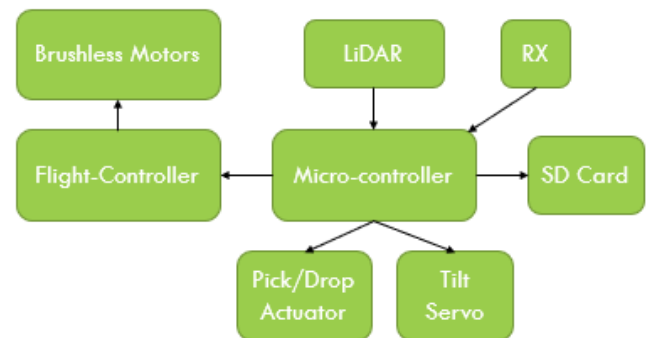 Brushless Motors
LiDAR
RX
Flight-Controller
Micro-controller
SD Card
Pick/Drop
Actuator
Tilt
Servo